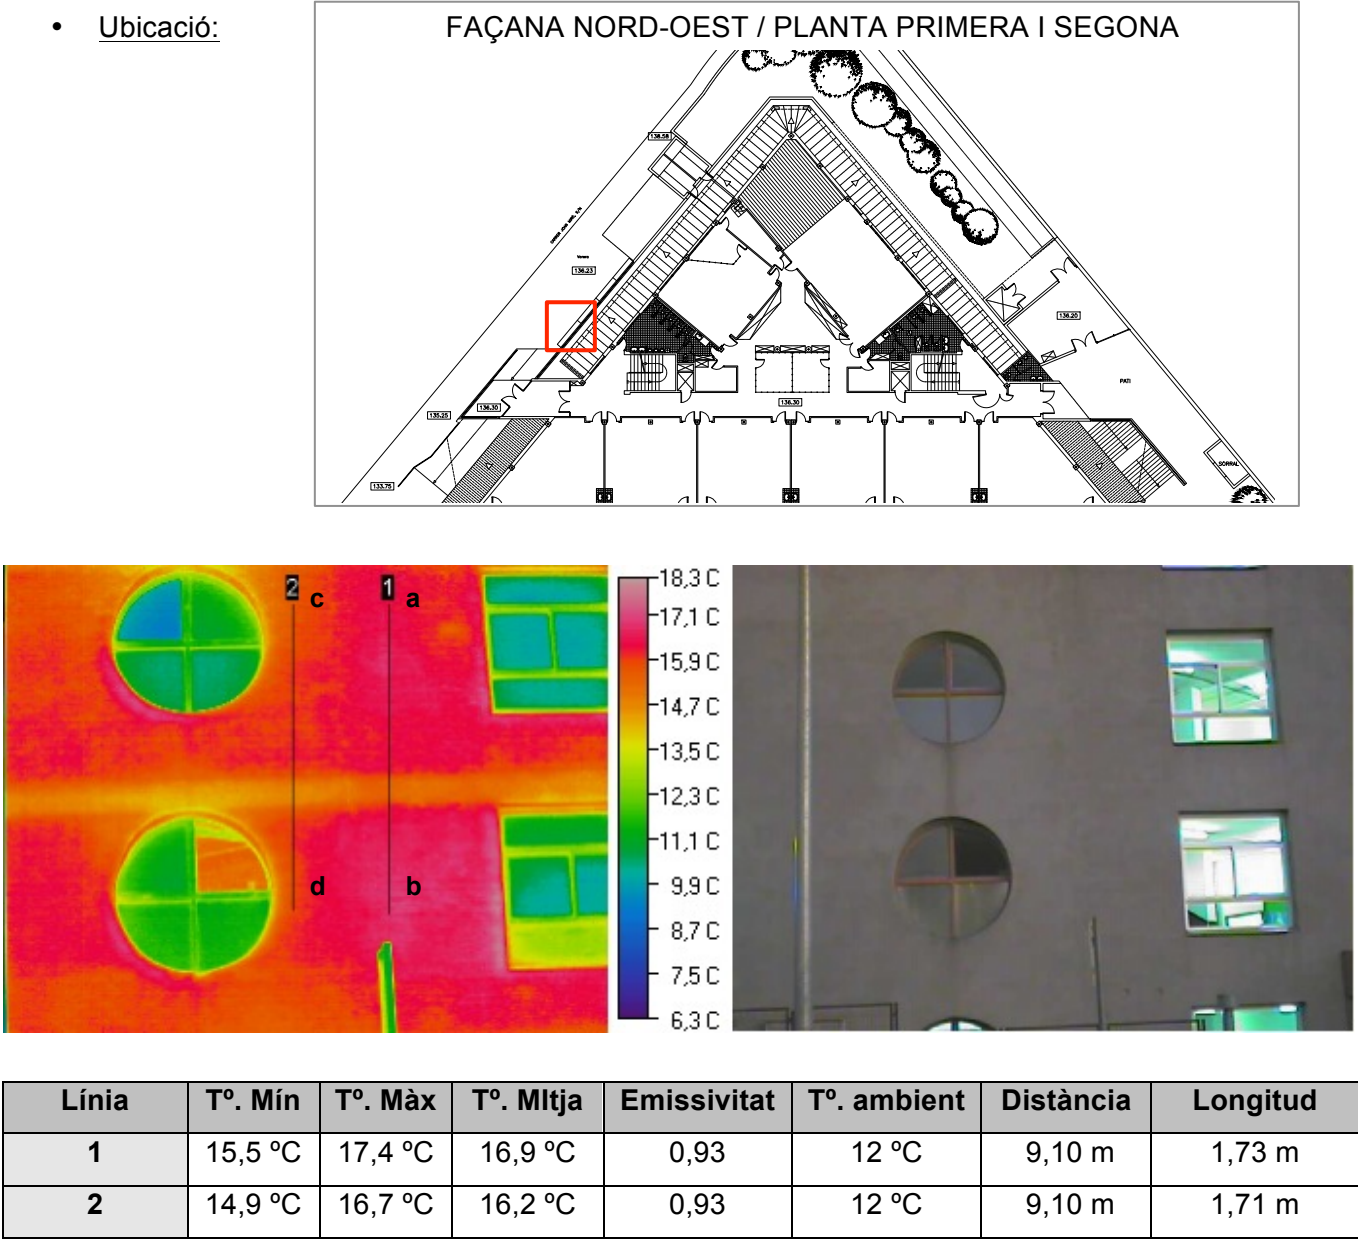 • Ubicació:
FAÇANA NORD-OEST / PLANTA PRIMERA I SEGONA
138.58
136.23
136.20
PATI
136.30
136.30
135.25
SORRAL
133.75
2 c 1 a
d b
18,3 C
17,1 C
15,9 C
14,7 C
13,5 C
12,3 C
11,1 C
9,9 C
8,7 C
7,5 C
6,3 C
Línia Tº. Mín Tº. Màx Tº. MItja Emissivitat Tº. ambient Distància Longitud
1 15,5 ºC 17,4 ºC 16,9 ºC 0,93 12 ºC 9,10 m 1,73 m
2 14,9 ºC 16,7 ºC 16,2 ºC 0,93 12 ºC 9,10 m 1,71 m